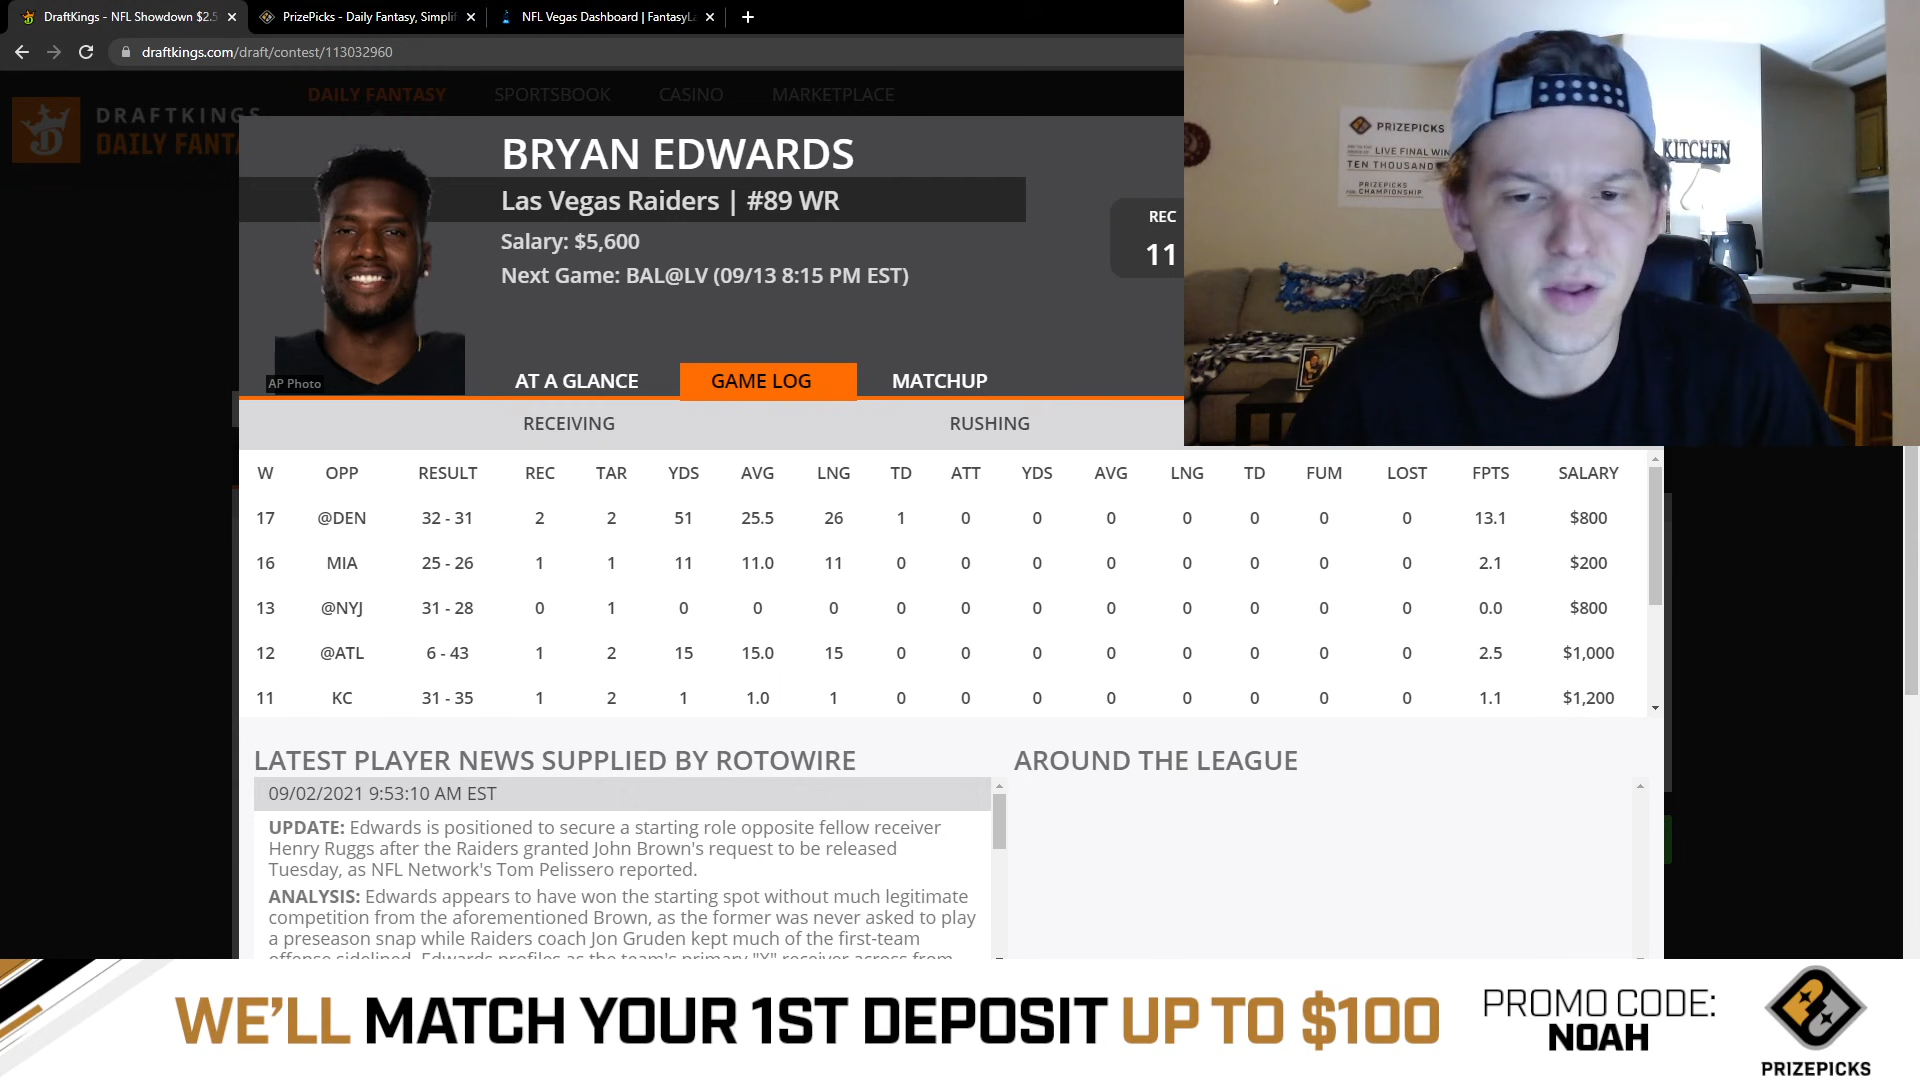 DraftKings - NFL Showdown $2.5
PrizePicks - Daily Fantasy, Simplif
NFL Vegas Dashboard | FantasyLa
draftkings.com/draft/contest/113032960
DRAFTKINGS
DAILY FANTA
DAILY FANTASY SPORTSBOOK CASINO MARKETPLACE
BRYAN EDWARDS
Las Vegas Raiders | #89 WR
Salary: $5,600
Next Game: BAL@LV (09/13 8:15 PM EST)
REC
11
AP Photo
AT A GLANCE GAME LOG MATCHUP
PRIZEPICKS
LIVE FINAL WIN
TEN THOUSAND
PRIZEPICKS
CHAMPIONSHIP
KITCHEN
RECEIVING RUSHING
W OPP RESULT REC TAR YDS AVG LNG TD ATT YDS AVG LNG TD FUM LOST FPTS SALARY
17 @DEN 32 - 31 2 2 51 25.5 26 1 0 0 0 0 0 0 0 13.1 $800
16 MIA 25 - 26 1 1 11 11.0 11 0 0 0 0 0 0 0 0 2.1 $200
13 @NYJ 31 - 28 0 1 0 0 0 0 0 0 0 0 0 0 0 0.0 $800
12 @ATL 6 - 43 1 2 15 15.0 15 0 0 0 0 0 0 0 0 2.5 $1,000
11 KC 31 - 35 1 2 1 1.0 1 0 0 0 0 0 0 0 0 1.1 $1,200
LATEST PLAYER NEWS SUPPLIED BY ROTOWIRE
09/02/2021 9:53:10 AM EST
UPDATE: Edwards is positioned to secure a starting role opposite fellow receiver
Henry Ruggs after the Raiders granted John Brown's request to be released
Tuesday, as NFL Network's Tom Pelissero reported.
ANALYSIS: Edwards appears to have won the starting spot without much legitimate
competition from the aforementioned Brown, as the former was never asked to play
a preseason snap while Raiders coach Jon Gruden kept much of the first-team
offense sidelined. Edwards profiles as the team's primary "X" receiver across from
AROUND THE LEAGUE
WE'LL MATCH YOUR 1ST DEPOSIT UP TO $100
PROMO CODE:
NOAH
PRIZEPICKS